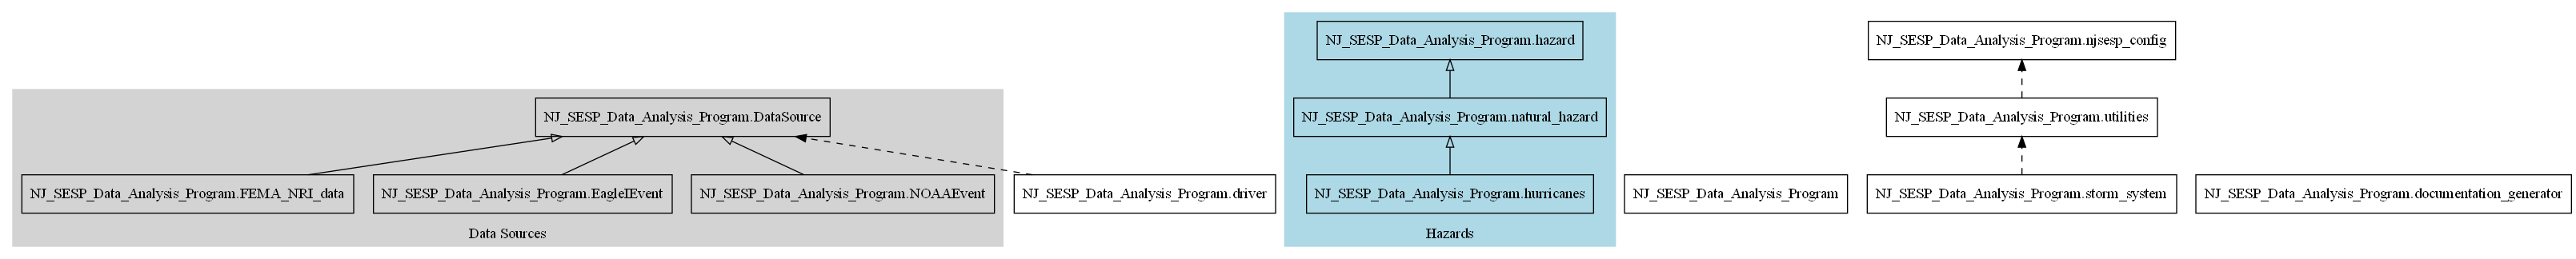 NJ_SESP_Data_Analysis_Program.hazard
NJ_SESP_Data_Analysis_Program.njsesp_config
NJ_SESP_Data_Analysis_Program.DataSource
NJ_SESP_Data_Analysis_Program.natural_hazard
NJ_SESP_Data_Analysis_Program.utilities
NJ_SESP_Data_Analysis_Program.FEMA_NRI_data
NJ_SESP_Data_Analysis_Program.EagleIEvent
NJ_SESP_Data_Analysis_Program.NOAAEvent
NJ_SESP_Data_Analysis_Program.driver
NJ_SESP_Data_Analysis_Program.hurricanes
NJ_SESP_Data_Analysis_Program
NJ_SESP_Data_Analysis_Program.storm_system
NJ_SESP_Data_Analysis_Program.documentation_generator
Data Sources
Hazards